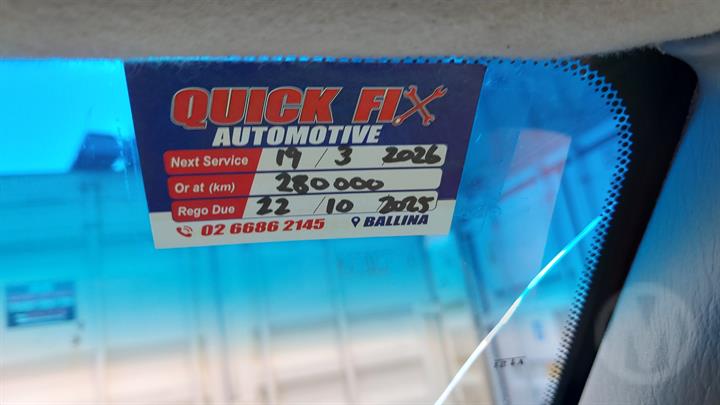 QUICK FIX
AUTOMOTIVE
Next Service 19 / 3 2026
Or at (km) 280000
Rego Due 22 / 10 2025
02 6686 2145 BALLINA